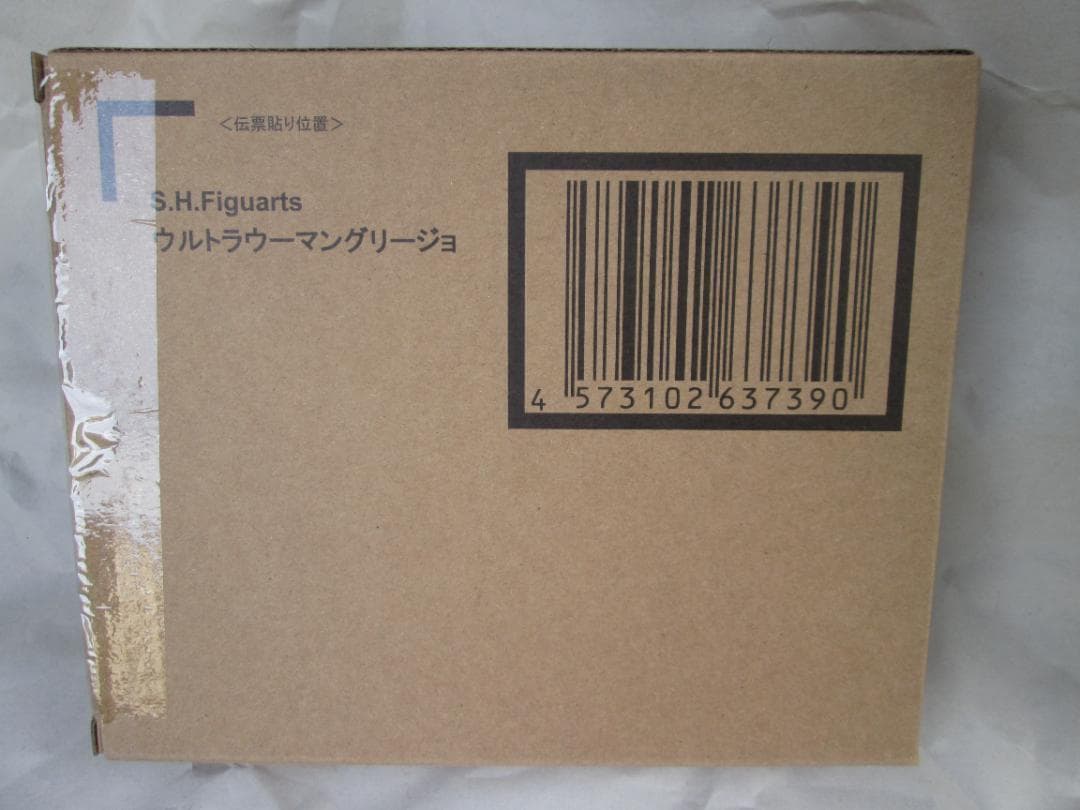 ＜伝票貼り位置＞
S.H.Figuarts
ウルトラウーマングリージョ
4 573102 637390